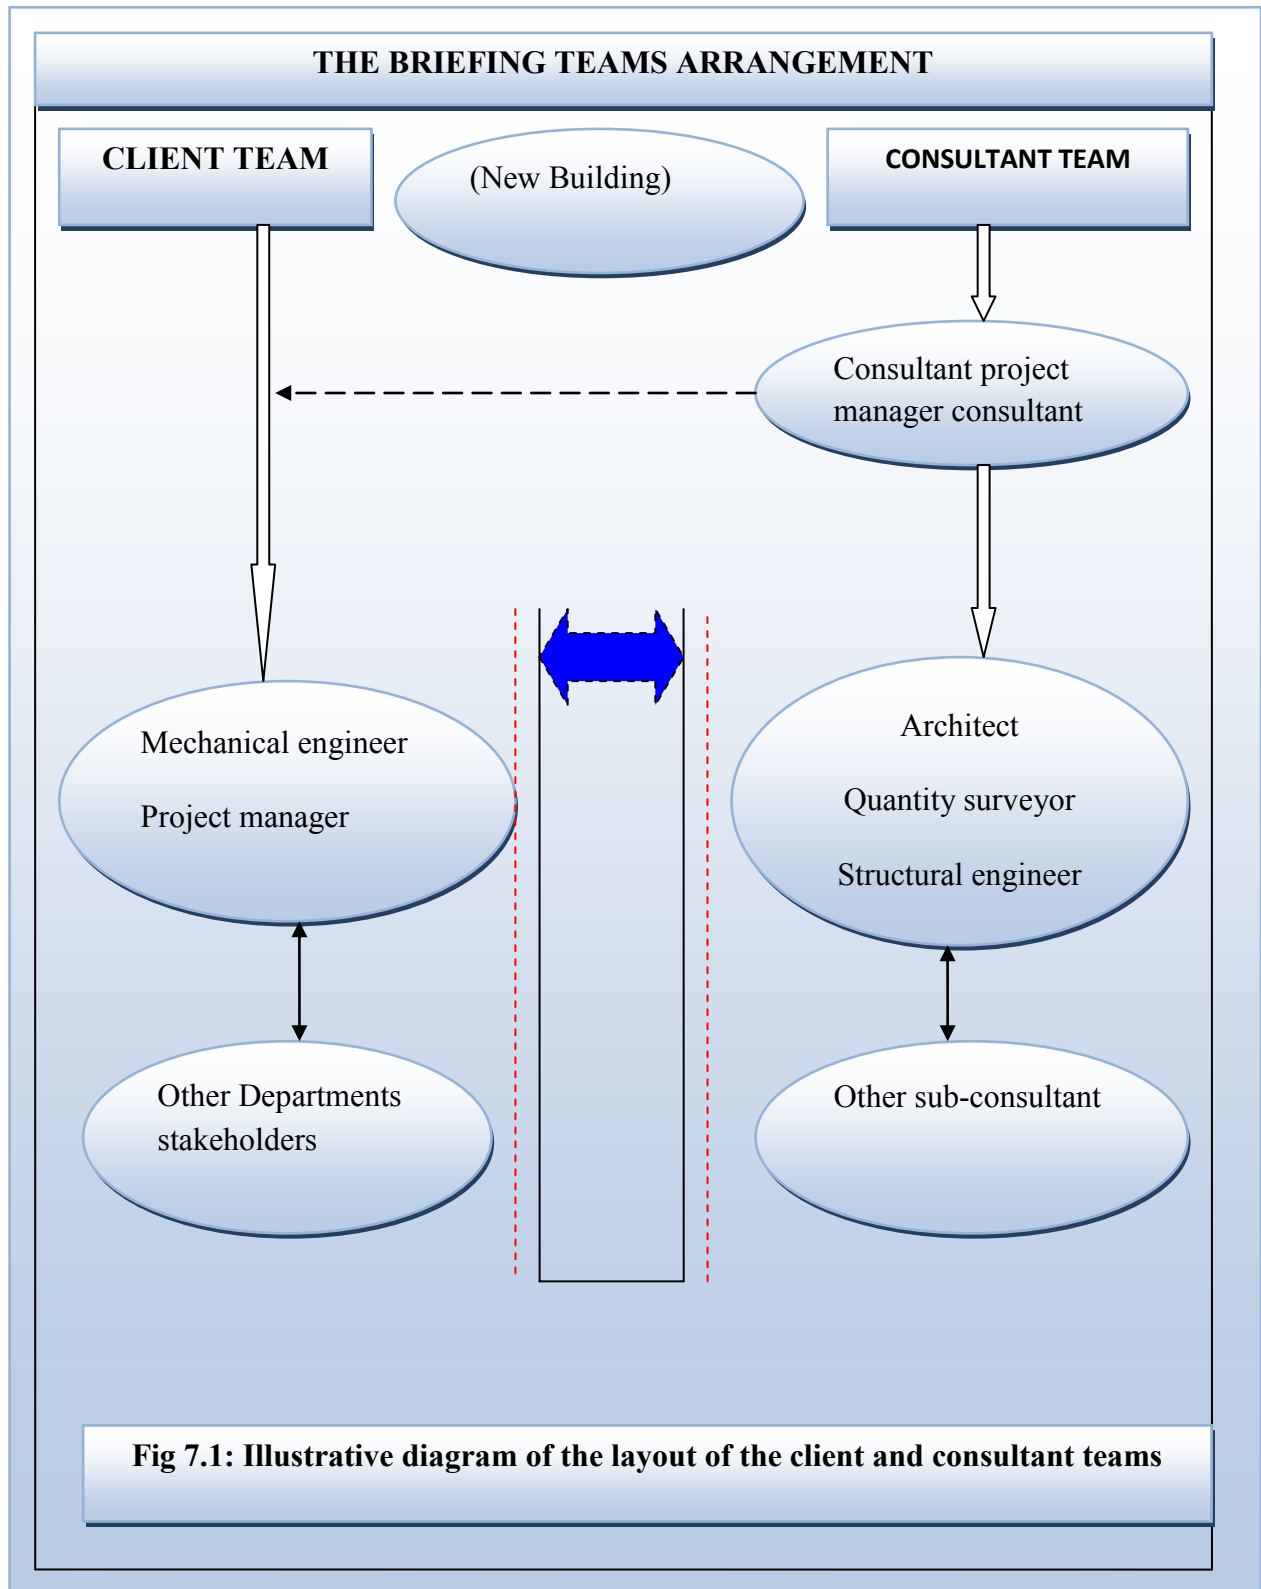 THE BRIEFING TEAMS ARRANGEMENT
CLIENT TEAM
(New Building)
CONSULTANT TEAM
Consultant project
manager consultant
Mechanical engineer
Project manager
Architect
Quantity surveyor
Structural engineer
Other Departments
stakeholders
Other sub-consultant
Fig 7.1: Illustrative diagram of the layout of the client and consultant teams